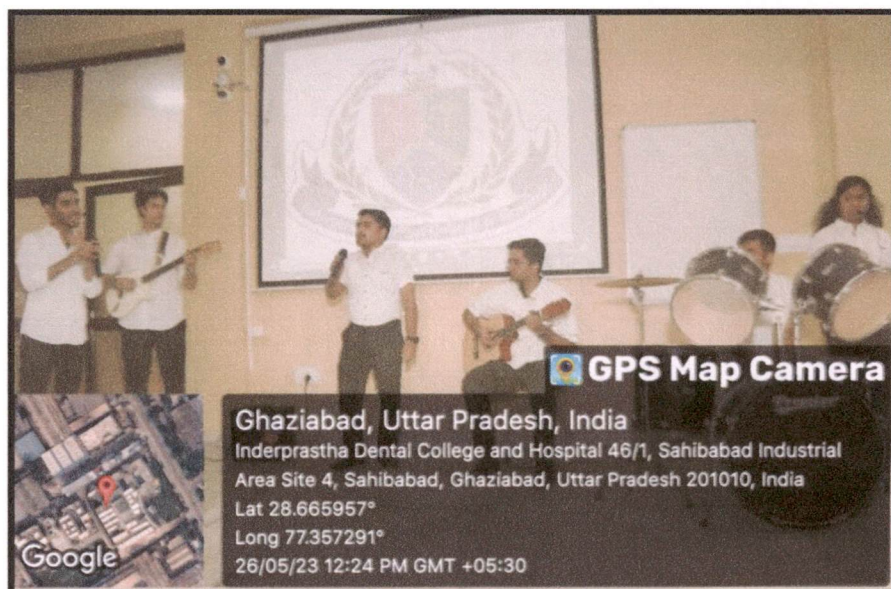 GPS Map Camera
Ghaziabad, Uttar Pradesh, India
Inderprastha Dental College and Hospital 46/1, Sahibabad Industrial
Area Site 4, Sahibabad, Ghaziabad, Uttar Pradesh 201010, India
Lat 28.665957°
Long 77.357291°
26/05/23 12:24 PM GMT +05:30
Google